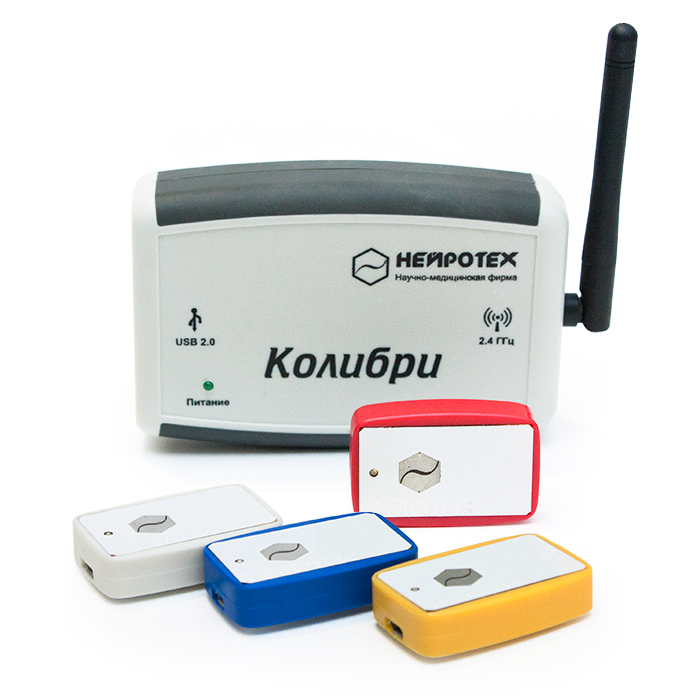 НЕЙРОТЕХ
Научно-медицинская фирма
USB 2.0
2.4 ГГц
Колибри
Питание